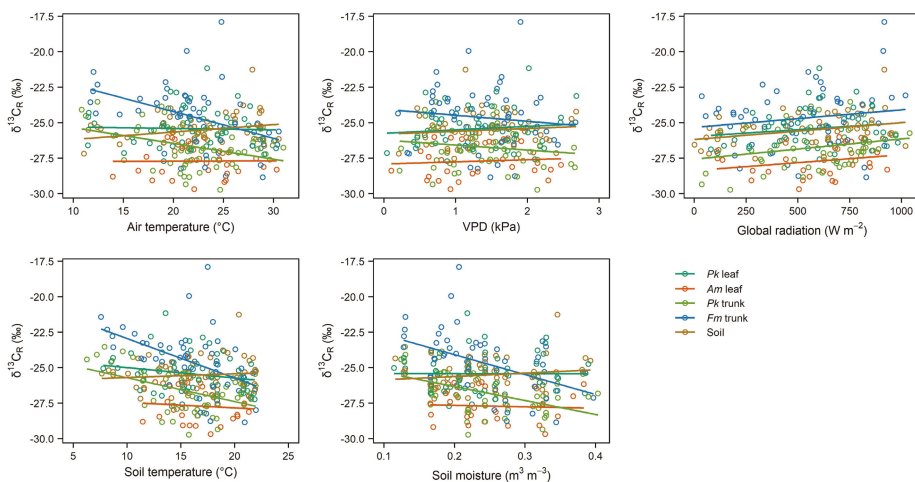 -17.5
-20.0
-22.5
-25.0
-27.5
-30.0
δ¹³C_R (‰)
10 15 20 25 30
Air temperature (°C)
-17.5
-20.0
-22.5
-25.0
-27.5
-30.0
δ¹³C_R (‰)
0 1 2 3
VPD (kPa)
-17.5
-20.0
-22.5
-25.0
-27.5
-30.0
δ¹³C_R (‰)
0 250 500 750 1000
Global radiation (W m⁻²)
-17.5
-20.0
-22.5
-25.0
-27.5
-30.0
δ¹³C_R (‰)
5 10 15 20 25
Soil temperature (°C)
-17.5
-20.0
-22.5
-25.0
-27.5
-30.0
δ¹³C_R (‰)
0.1 0.2 0.3 0.4
Soil moisture (m³ m⁻³)
Pk leaf
Am leaf
Pk trunk
Fm trunk
Soil